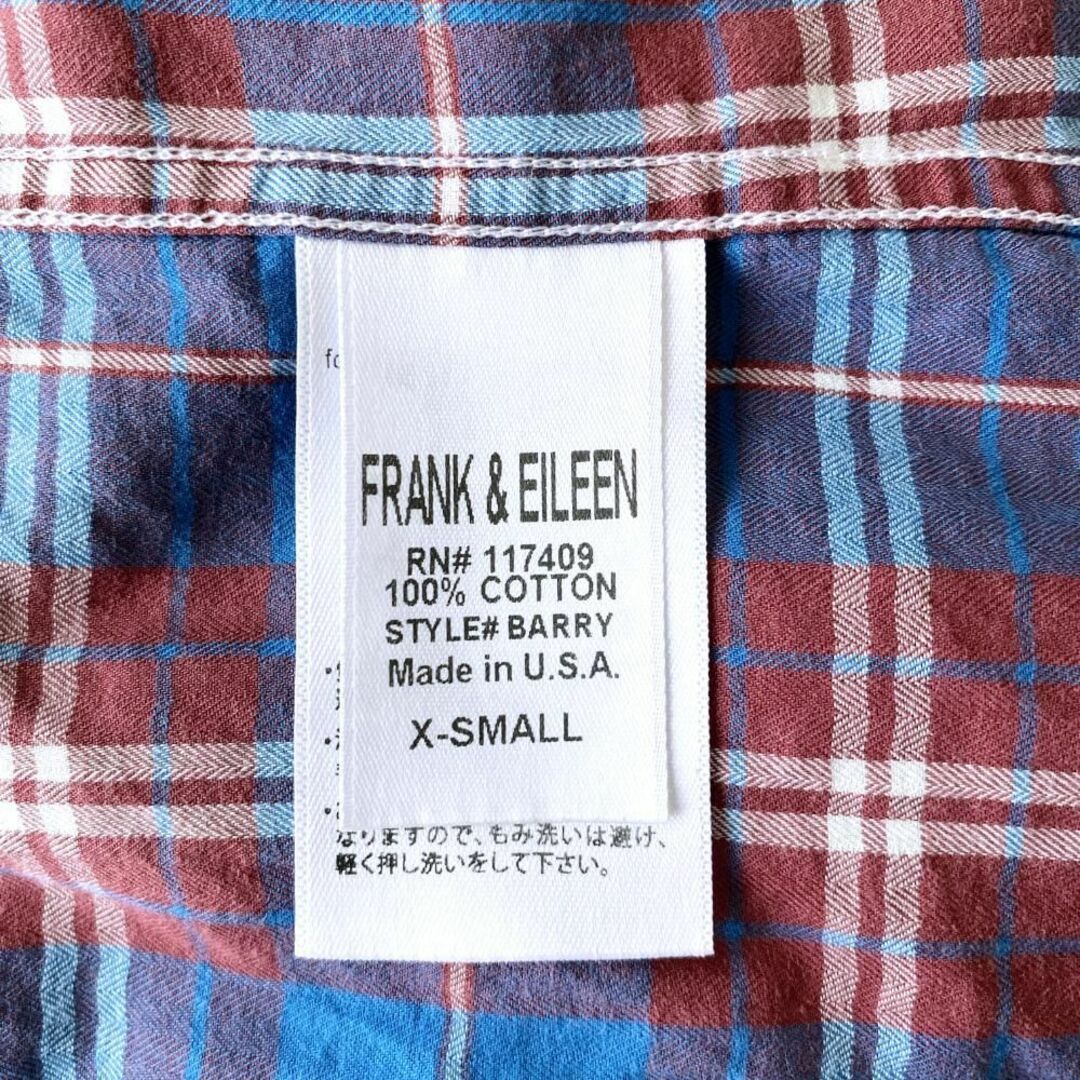 FRANK & EILEEN
RN# 117409
100% COTTON
STYLE# BARRY
Made in U.S.A.
X-SMALL
なりますので、もみ洗いは避け、
軽く押し洗いをして下さい。